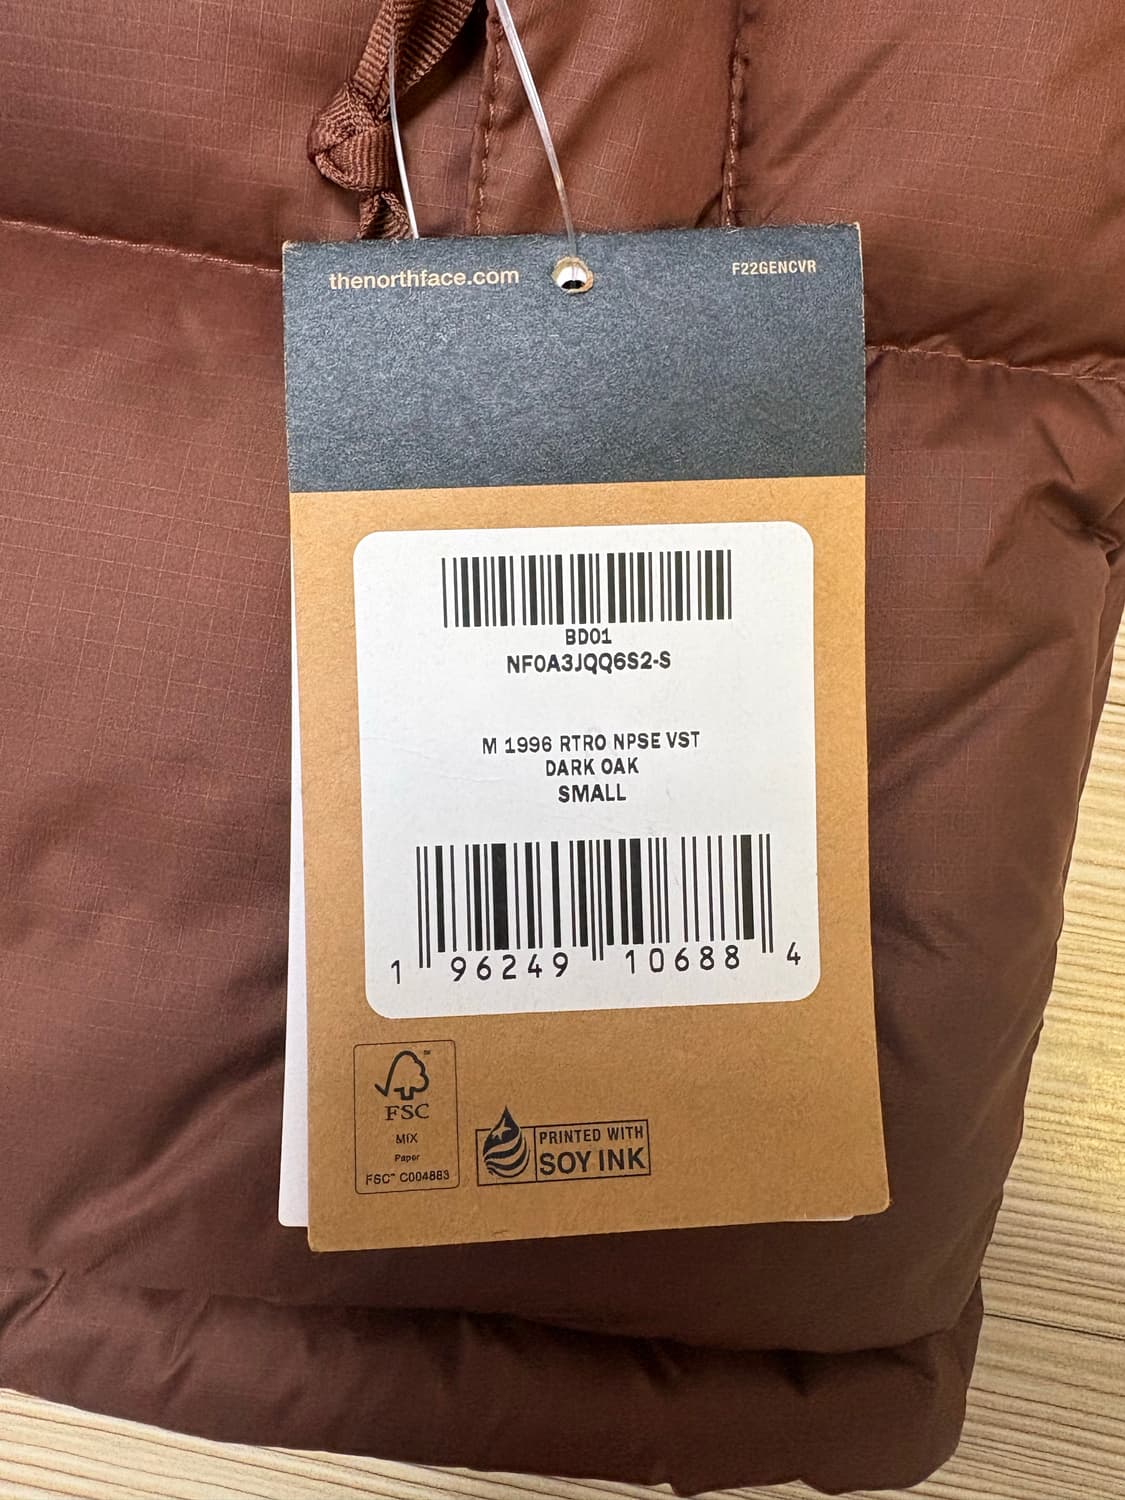 thenorthface.com
F22GENCVR
BD01
NF0A3JQQ6S2-S
M 1996 RTRO NPSE VST
DARK OAK
SMALL
1 96249 10688 4
FSC
MIX
Paper
FSC™ C004883
PRINTED WITH
SOY INK